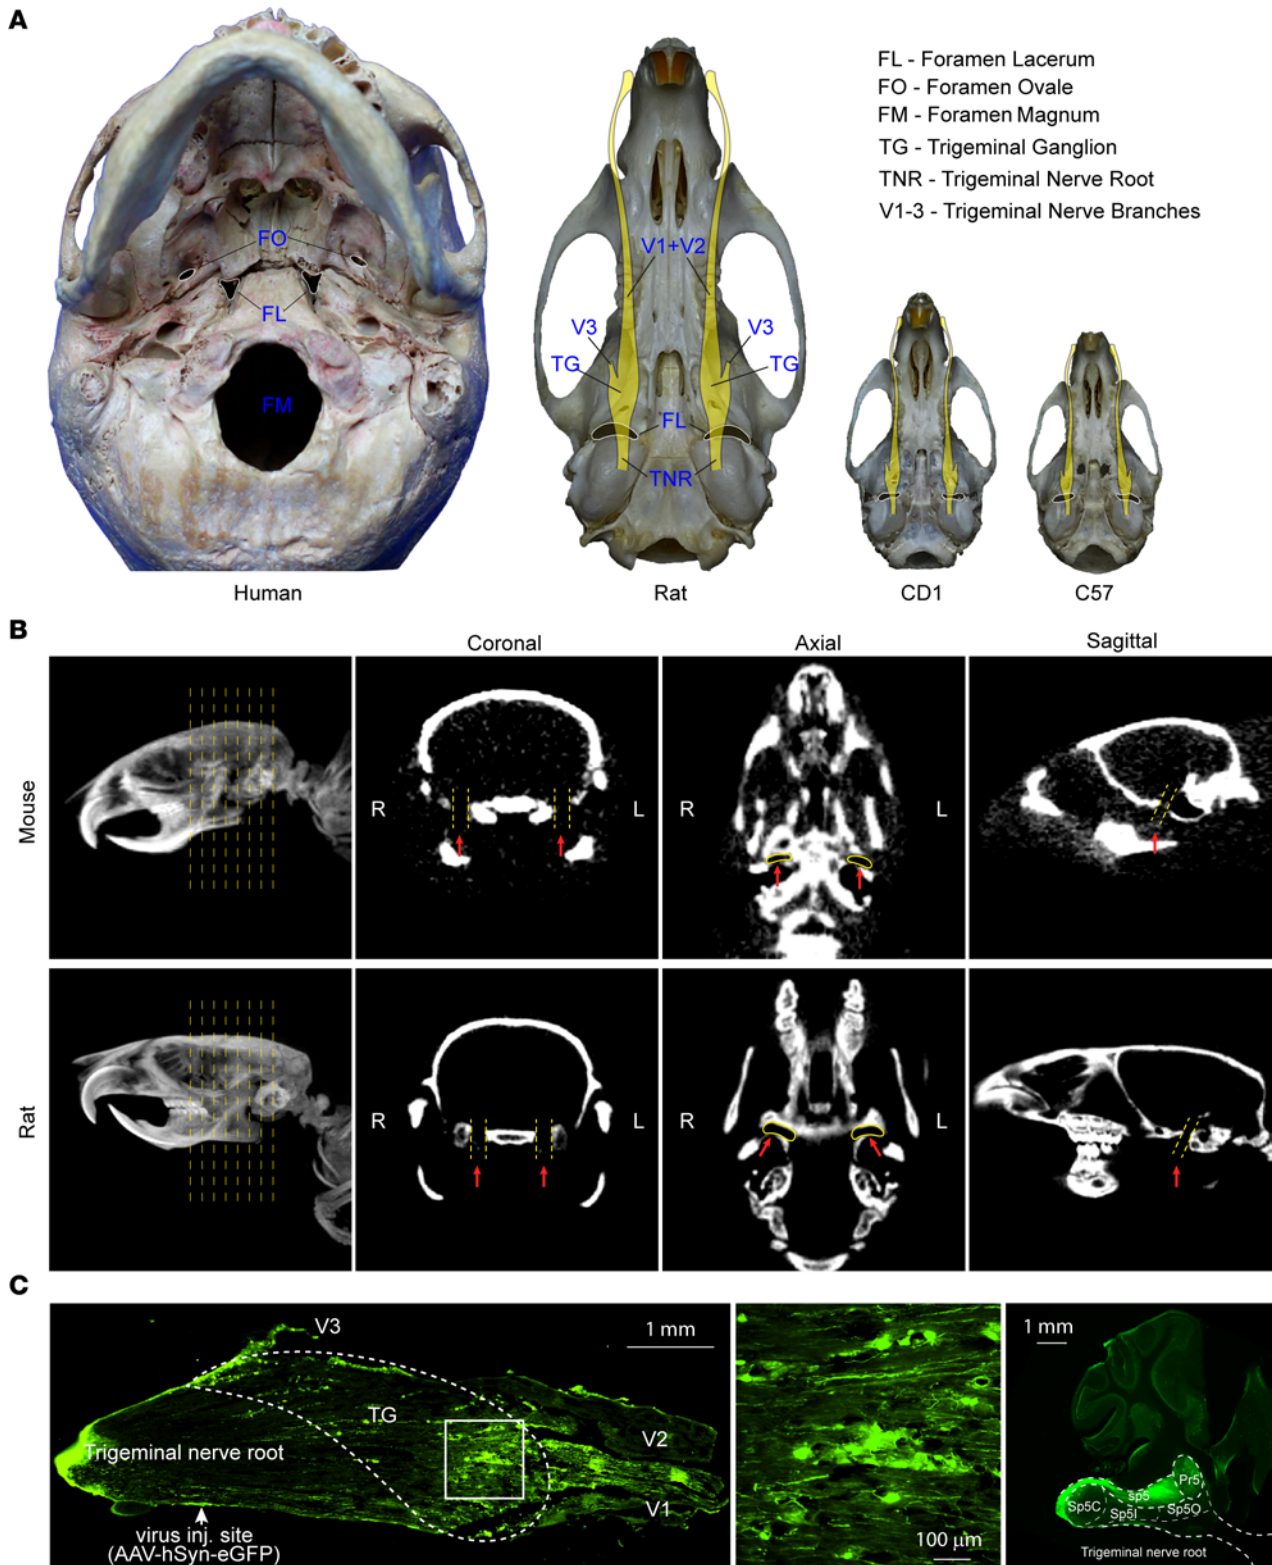 A
FL - Foramen Lacerum
FO - Foramen Ovale
FM - Foramen Magnum
TG - Trigeminal Ganglion
TNR - Trigeminal Nerve Root
V1-3 - Trigeminal Nerve Branches
FO
FL
FM
V1+V2
V3
V3
TG
TG
FL
TNR
Human
Rat
CD1
C57
B
Coronal
Axial
Sagittal
Mouse
R
L
R
L
Rat
R
L
R
L
C
V3
1 mm
TG
Trigeminal nerve root
V2
V1
virus inj. site
(AAV-hSyn-eGFP)
100 μm
1 mm
Pr5
sp5
Sp5C
Sp5I
Sp5O
Trigeminal nerve root